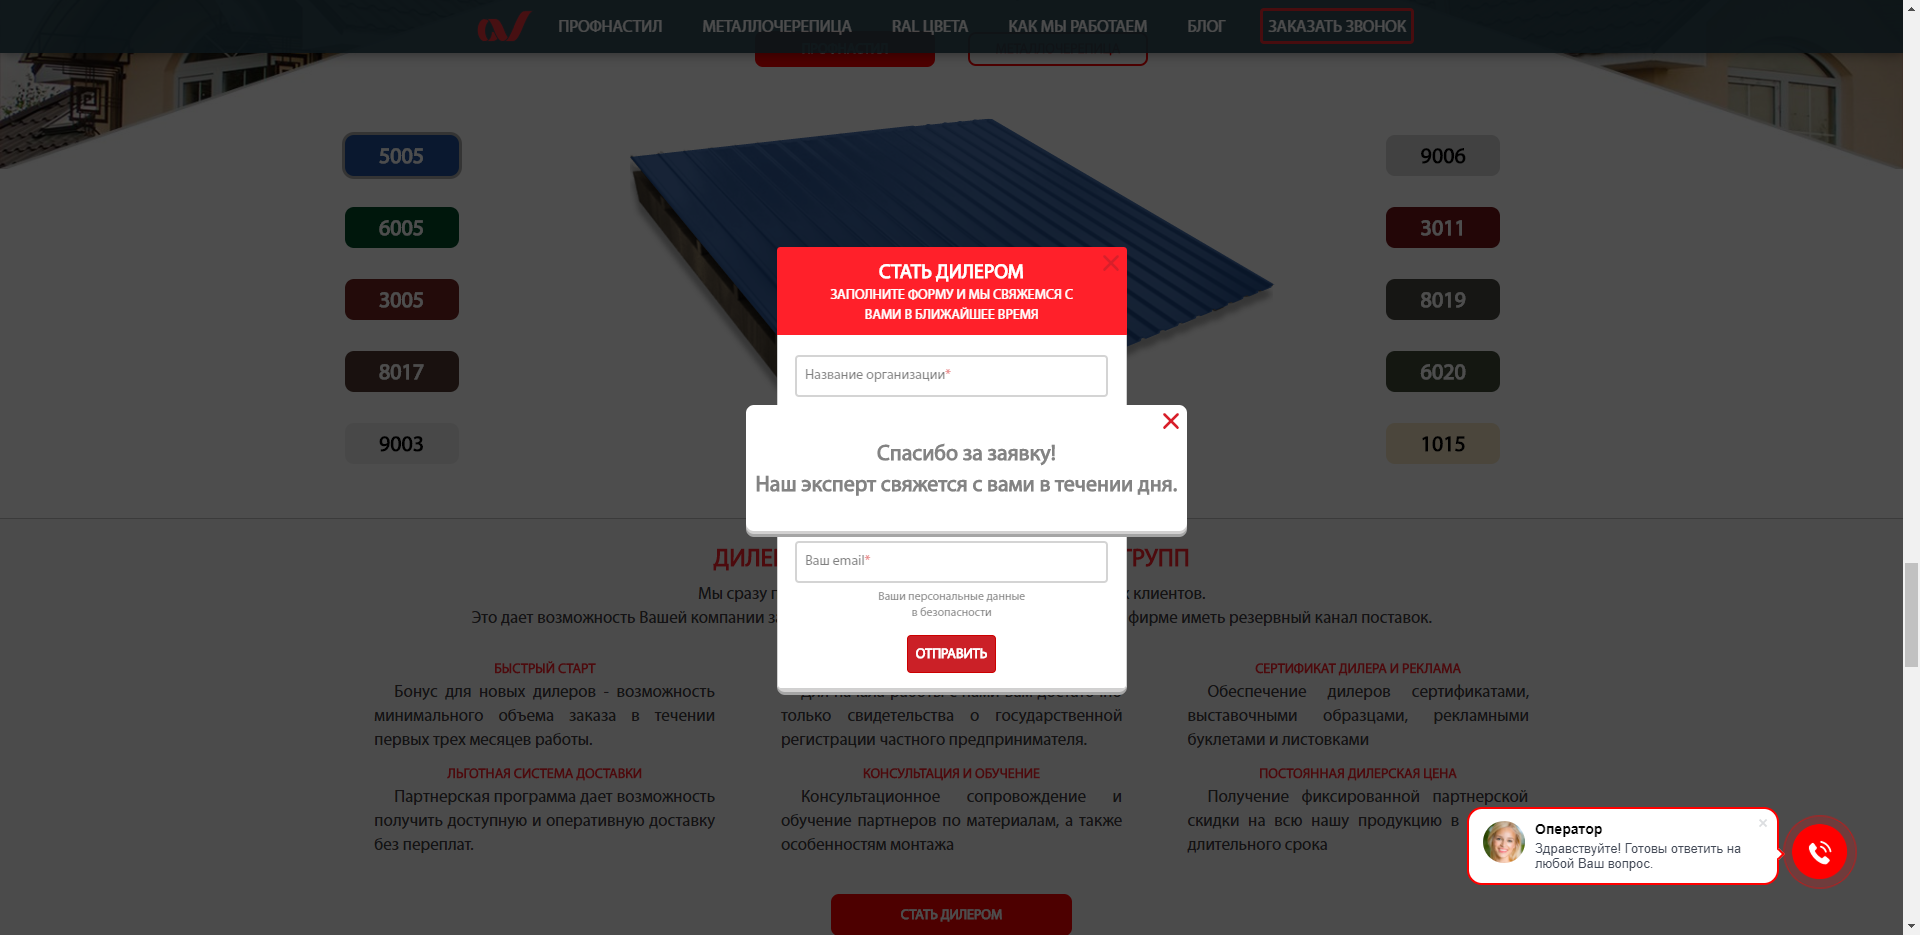 ПРОФНАСТИЛ МЕТАЛЛОЧЕРЕПИЦА RAL ЦВЕТА КАК МЫ РАБОТАЕМ БЛОГ ЗАКАЗАТЬ ЗВОНОК
5005
6005
3005
8017
9003
9006
3011
8019
6020
1015
СТАТЬ ДИЛЕРОМ
ЗАПОЛНИТЕ ФОРМУ И МЫ СВЯЖЕМСЯ С
ВАМИ В БЛИЖАЙШЕЕ ВРЕМЯ
Название организации*
Спасибо за заявку!
Наш эксперт свяжется с вами в течении дня.
Ваш email*
Ваши персональные данные
в безопасности
ОТПРАВИТЬ
Мы сразу клиентов.
Это дает возможность Вашей компании фирме иметь резервный канал поставок.
БЫСТРЫЙ СТАРТ
Бонус для новых дилеров - возможность
минимального объема заказа в течении
первых трех месяцев работы.
только свидетельства о государственной
регистрации частного предпринимателя.
СЕРТИФИКАТ ДИЛЕРА И РЕКЛАМА
Обеспечение дилеров сертификатами,
выставочными образцами, рекламными
буклетами и листовками
ЛЬГОТНАЯ СИСТЕМА ДОСТАВКИ
Партнерская программа дает возможность
получить доступную и оперативную доставку
без переплат.
КОНСУЛЬТАЦИЯ И ОБУЧЕНИЕ
Консультационное сопровождение и
обучение партнеров по материалам, а также
особенностям монтажа
ПОСТОЯННАЯ ДИЛЕРСКАЯ ЦЕНА
Получение фиксированной партнерской
скидки на всю нашу продукцию в
длительного срока
Оператор
Здравствуйте! Готовы ответить на
любой Ваш вопрос.
СТАТЬ ДИЛЕРОМ